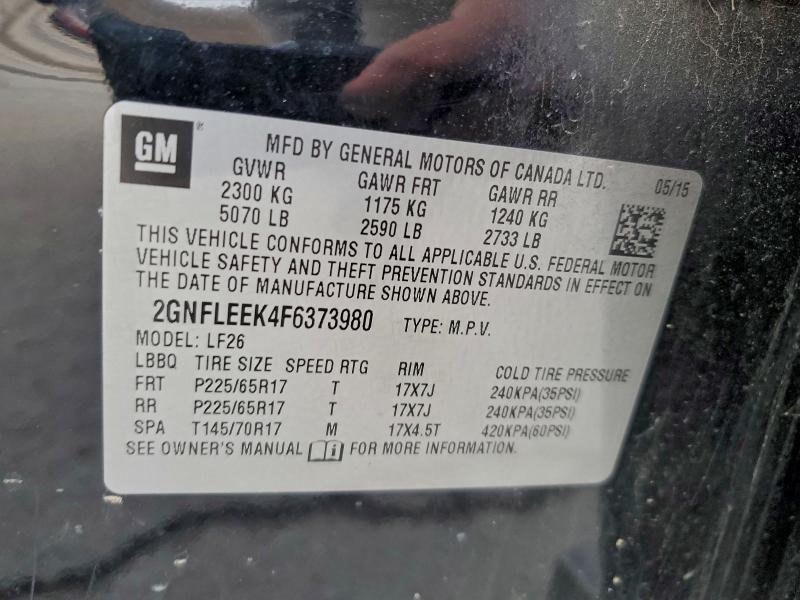 GM®
MFD BY GENERAL MOTORS OF CANADA LTD. 05/15
GVWR GAWR FRT GAWR RR
2300 KG 1175 KG 1240 KG
5070 LB 2590 LB 2733 LB
THIS VEHICLE CONFORMS TO ALL APPLICABLE U.S. FEDERAL MOTOR
VEHICLE SAFETY AND THEFT PREVENTION STANDARDS IN EFFECT ON
THE DATE OF MANUFACTURE SHOWN ABOVE.
2GNFLEEK4F6373980 TYPE: M.P.V.
MODEL: LF26
LBBQ TIRE SIZE SPEED RTG RIM COLD TIRE PRESSURE
FRT P225/65R17 T 17X7J 240KPA(35PSI)
RR P225/65R17 T 17X7J 240KPA(35PSI)
SPA T145/70R17 M 17X4.5T 420KPA(60PSI)
SEE OWNER'S MANUAL i FOR MORE INFORMATION.